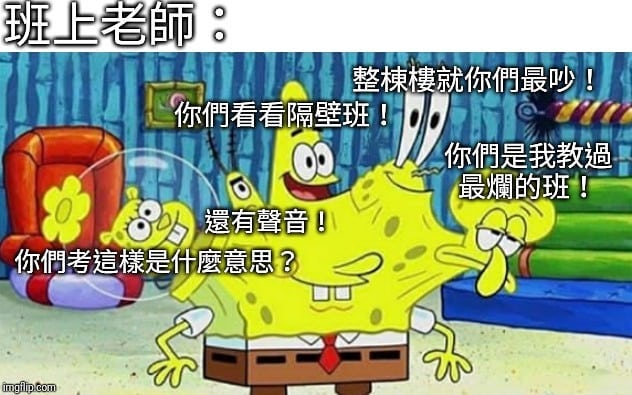 班上老師：
整棟樓就你們最吵！
你們看看隔壁班！
你們是我教過
最爛的班！
還有聲音！
你們考這樣是什麼意思？
imgflip.com